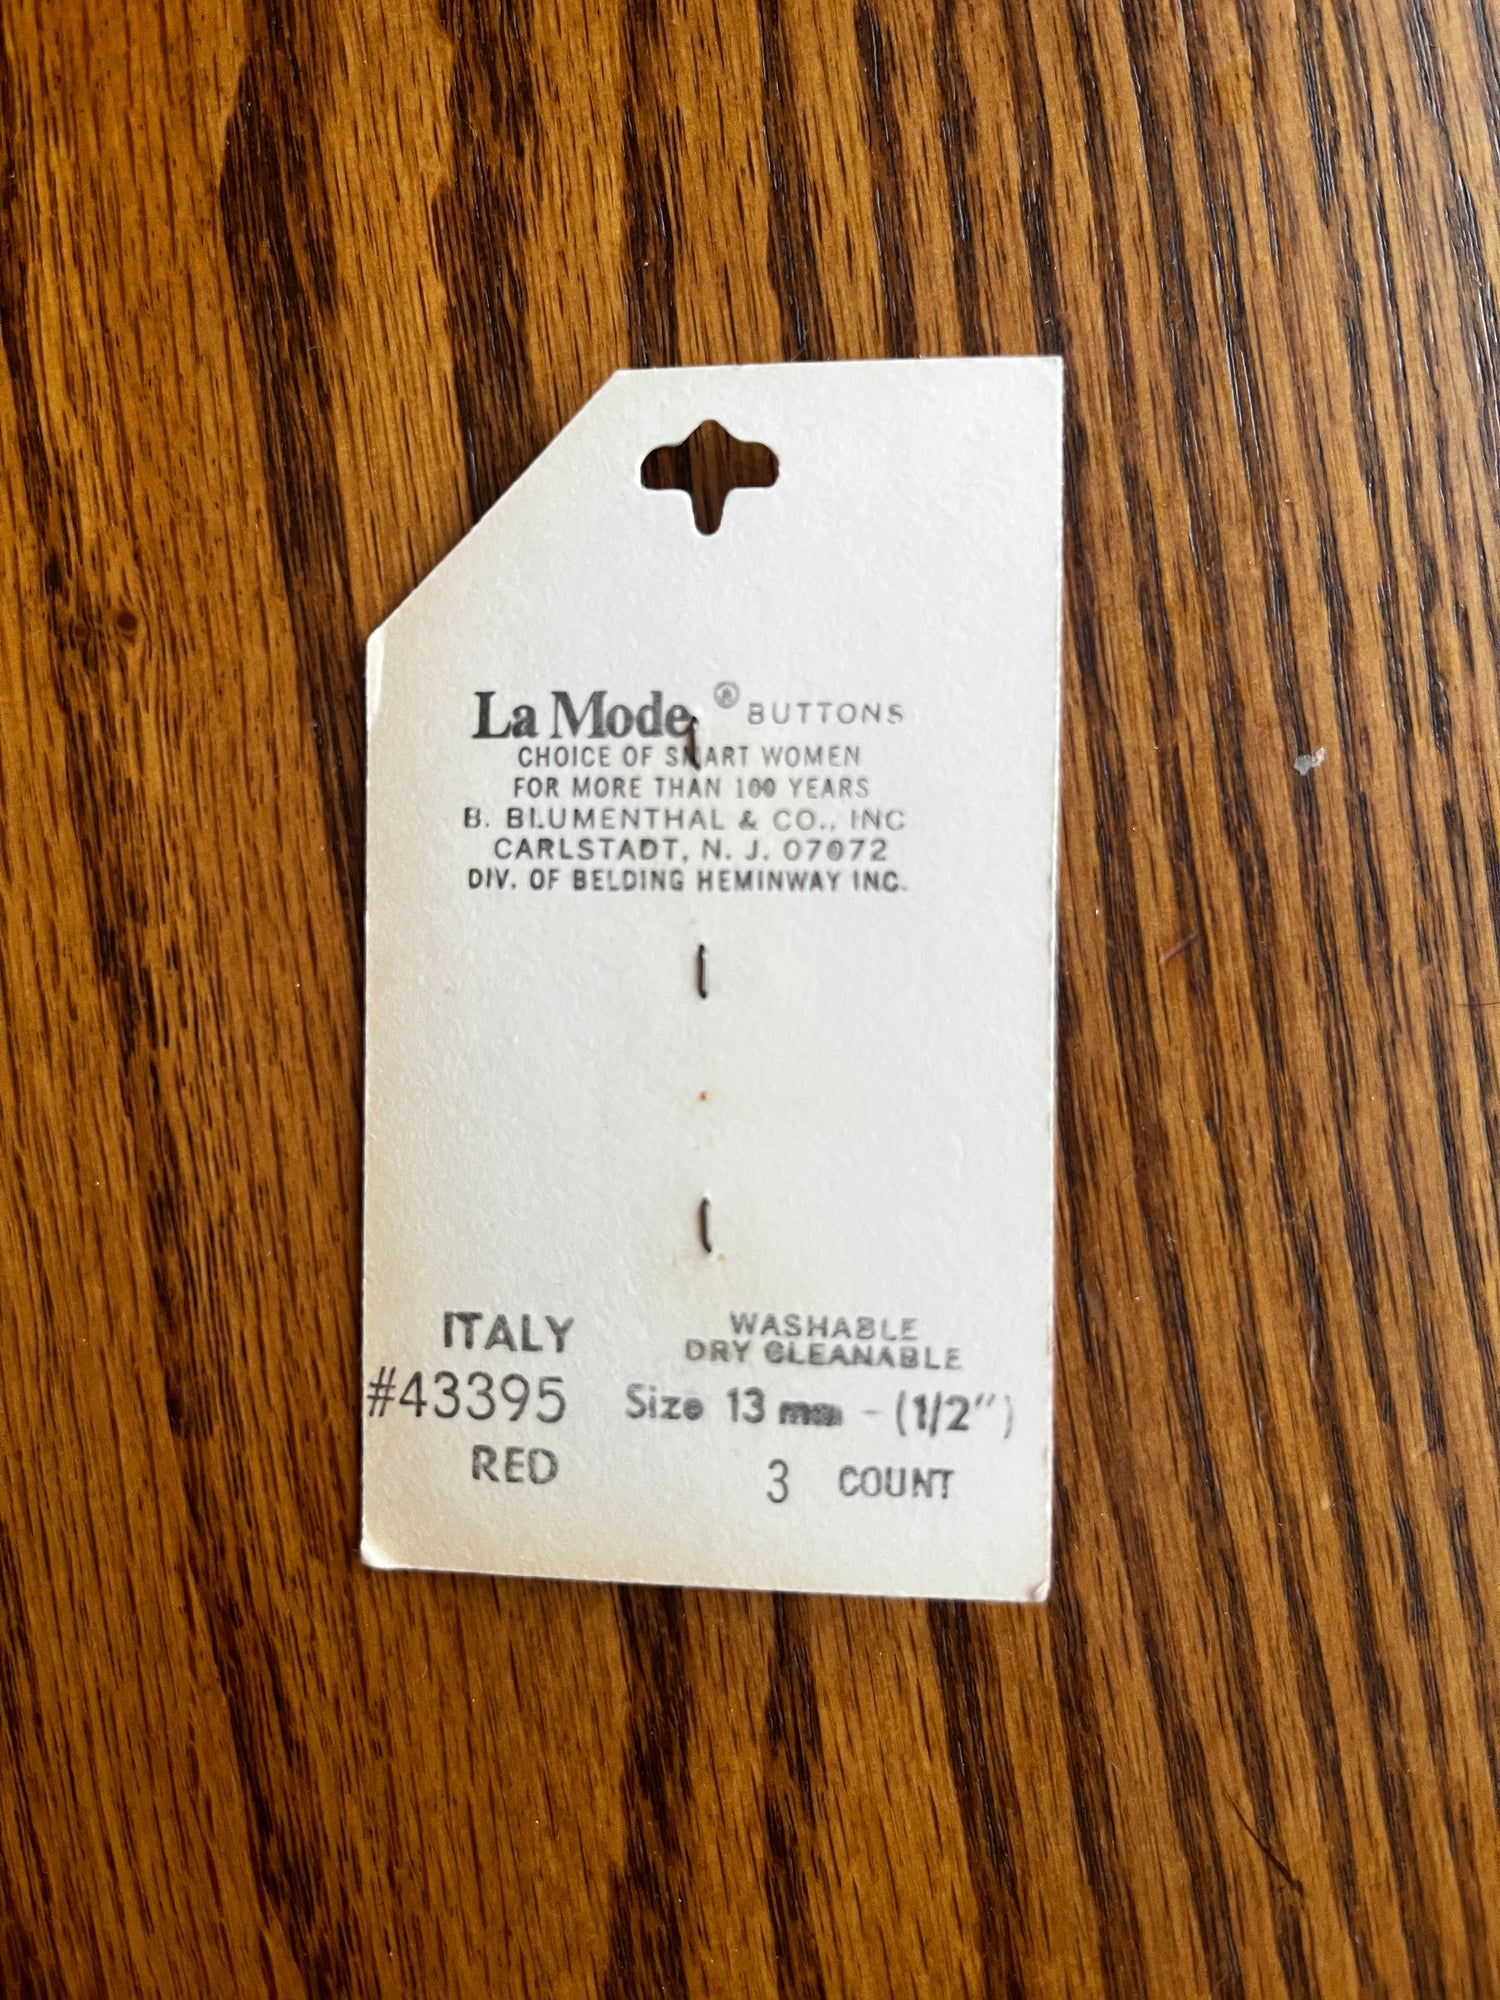 La Mode® BUTTONS
CHOICE OF SMART WOMEN
FOR MORE THAN 100 YEARS
B. BLUMENTHAL & CO., INC
CARLSTADT, N. J. 07072
DIV. OF BELDING HEMINWAY INC.
ITALY
#43395
RED
WASHABLE
DRY CLEANABLE
Size 13 mm - (1/2")
3 COUNT